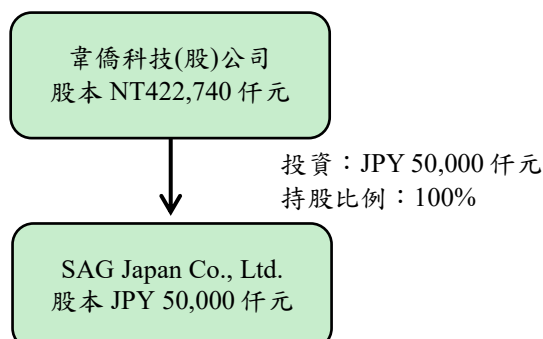 韋僑科技(股)公司
股本 NT422,740 仟元
投資：JPY 50,000 仟元
持股比例：100%
SAG Japan Co., Ltd.
股本 JPY 50,000 仟元